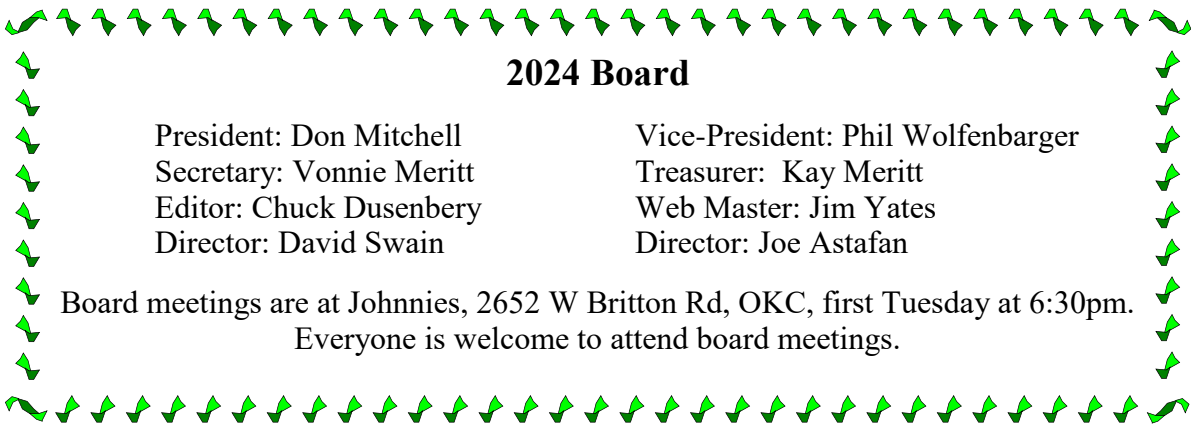 2024 Board
President: Don Mitchell
Vice-President: Phil Wolfenbarger
Secretary: Vonnie Meritt
Treasurer:  Kay Meritt
Editor: Chuck Dusenbery
Web Master: Jim Yates
Director: David Swain
Director: Joe Astafan
Board meetings are at Johnnies, 2652 W Britton Rd, OKC, first Tuesday at 6:30pm.
Everyone is welcome to attend board meetings.